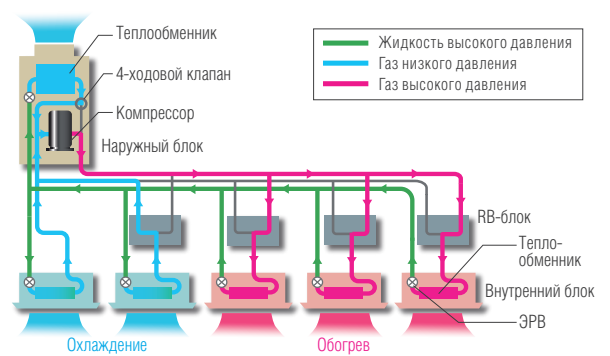 Теплообменник
4-ходовой клапан
Компрессор
Наружный блок
Жидкость высокого давления
Газ низкого давления
Газ высокого давления
RB-блок
Тепло-
обменник
Внутренний блок
ЭРВ
Охлаждение
Обогрев